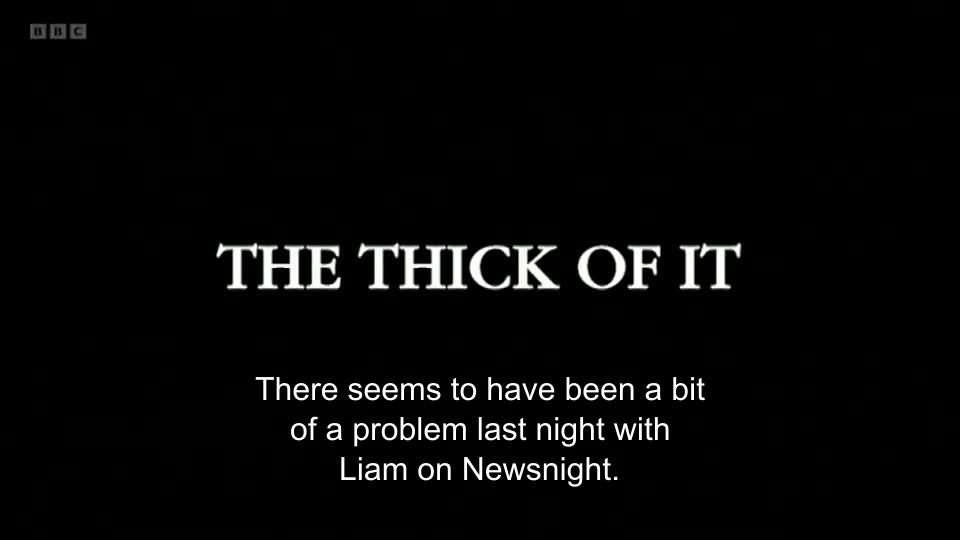 BBC
THE THICK OF IT
There seems to have been a bit
of a problem last night with
Liam on Newsnight.